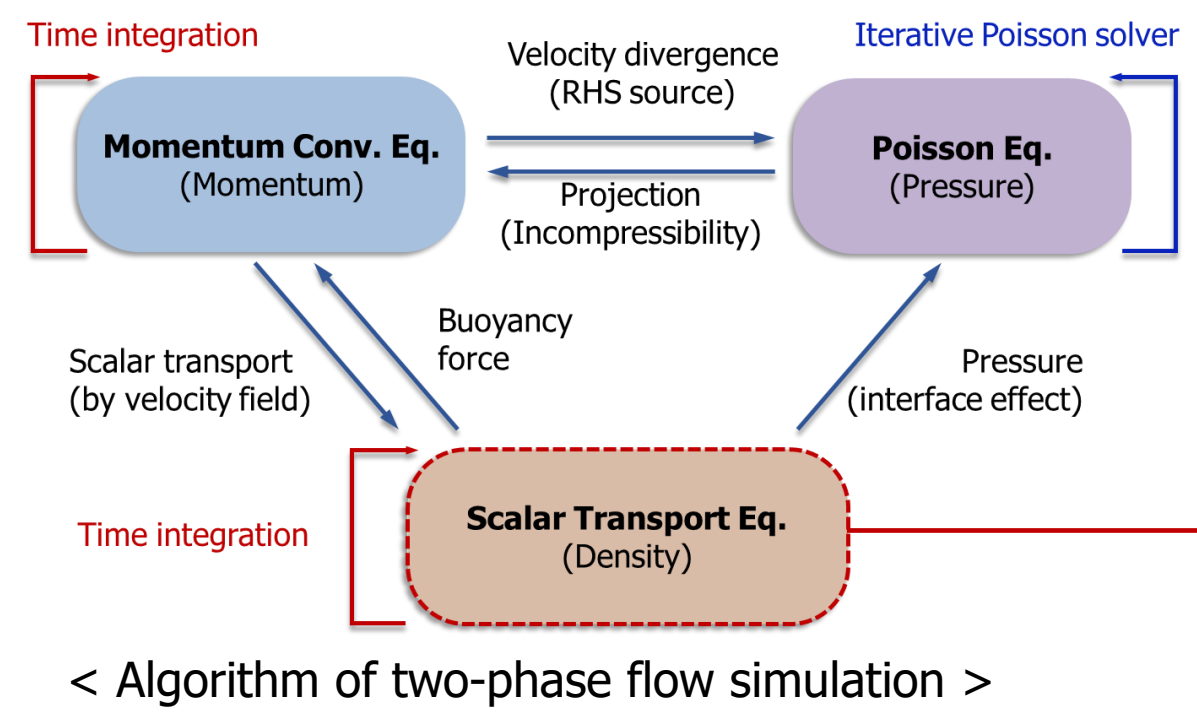 Time integration
Iterative Poisson solver
Velocity divergence
(RHS source)
Momentum Conv. Eq.
(Momentum)
Poisson Eq.
(Pressure)
Projection
(Incompressibility)
Buoyancy
force
Scalar transport
(by velocity field)
Pressure
(interface effect)
Time integration
Scalar Transport Eq.
(Density)
< Algorithm of two-phase flow simulation >